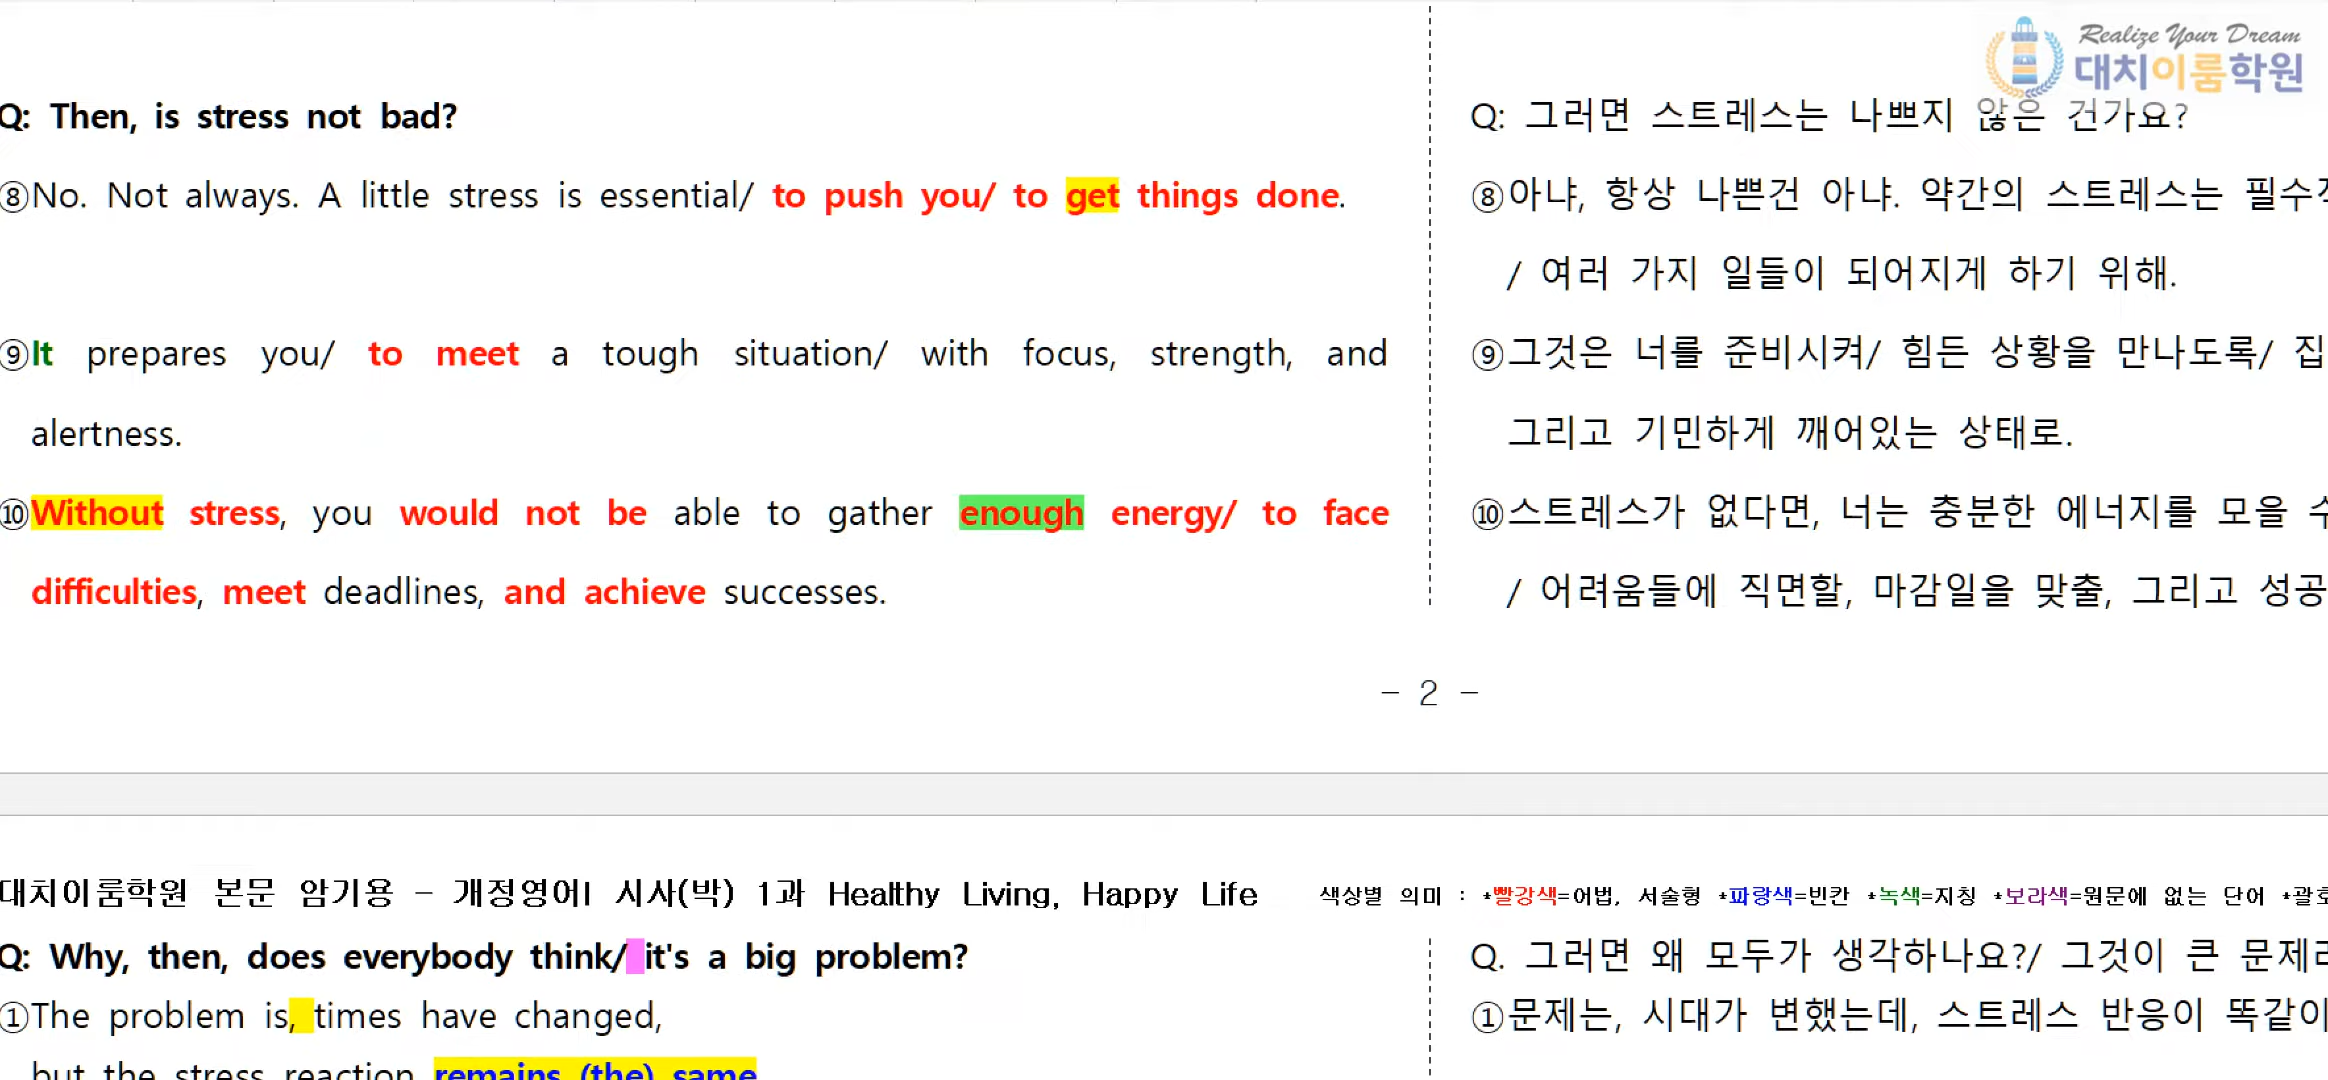 Realize Your Dream
대치이룸학원
Q: Then, is stress not bad?
⑧No. Not always. A little stress is essential/ to push you/ to get things done.
⑨It prepares you/ to meet a tough situation/ with focus, strength, and
alertness.
⑩Without stress, you would not be able to gather enough energy/ to face
difficulties, meet deadlines, and achieve successes.
Q: 그러면 스트레스는 나쁘지 않은 건가요?
⑧아냐, 항상 나쁜건 아냐. 약간의 스트레스는
/ 여러 가지 일들이 되어지게 하기 위해.
⑨그것은 너를 준비시켜/ 힘든 상황을 만나도록/ 집
그리고 기민하게 깨어있는 상태로.
⑩스트레스가 없다면, 너는 충분한 에너지를 모을
/ 어려움들에 직면할, 마감일을 맞출, 그리고 성공
- 2 -
대치이룸학원 본문 암기용 - 개정영어I 시사(박) 1과 Healthy Living, Happy Life
색상별 의미 : *빨강색=어법, 서술형 *파랑색=빈칸 *녹색=지칭 *보라색=원문에 없는 단어 *괄호
Q: Why, then, does everybody think/ it's a big problem?
①The problem is, times have changed,
but the stress reaction remains (the) same
Q. 그러면 왜 모두가 생각하나요?/ 그것이 큰 문제
①문제는, 시대가 변했는데, 스트레스 반응이 똑같이